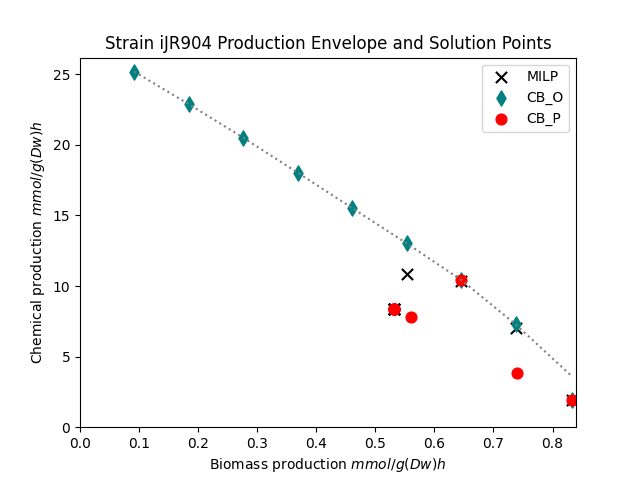 Strain iJR904 Production Envelope and Solution Points
MILP
CB_O
CB_P
Chemical production mmol/g(Dw)h
25
20
15
10
5
0
0.0 0.1 0.2 0.3 0.4 0.5 0.6 0.7 0.8
Biomass production mmol/g(Dw)h